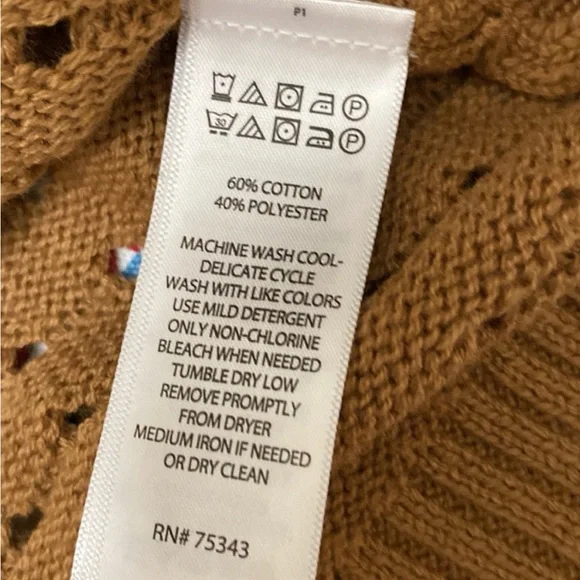 P1
P
30 P
60% COTTON
40% POLYESTER
MACHINE WASH COOL-
DELICATE CYCLE
WASH WITH LIKE COLORS
USE MILD DETERGENT
ONLY NON-CHLORINE
BLEACH WHEN NEEDED
TUMBLE DRY LOW
REMOVE PROMPTLY
FROM DRYER
MEDIUM IRON IF NEEDED
OR DRY CLEAN
RN# 75343